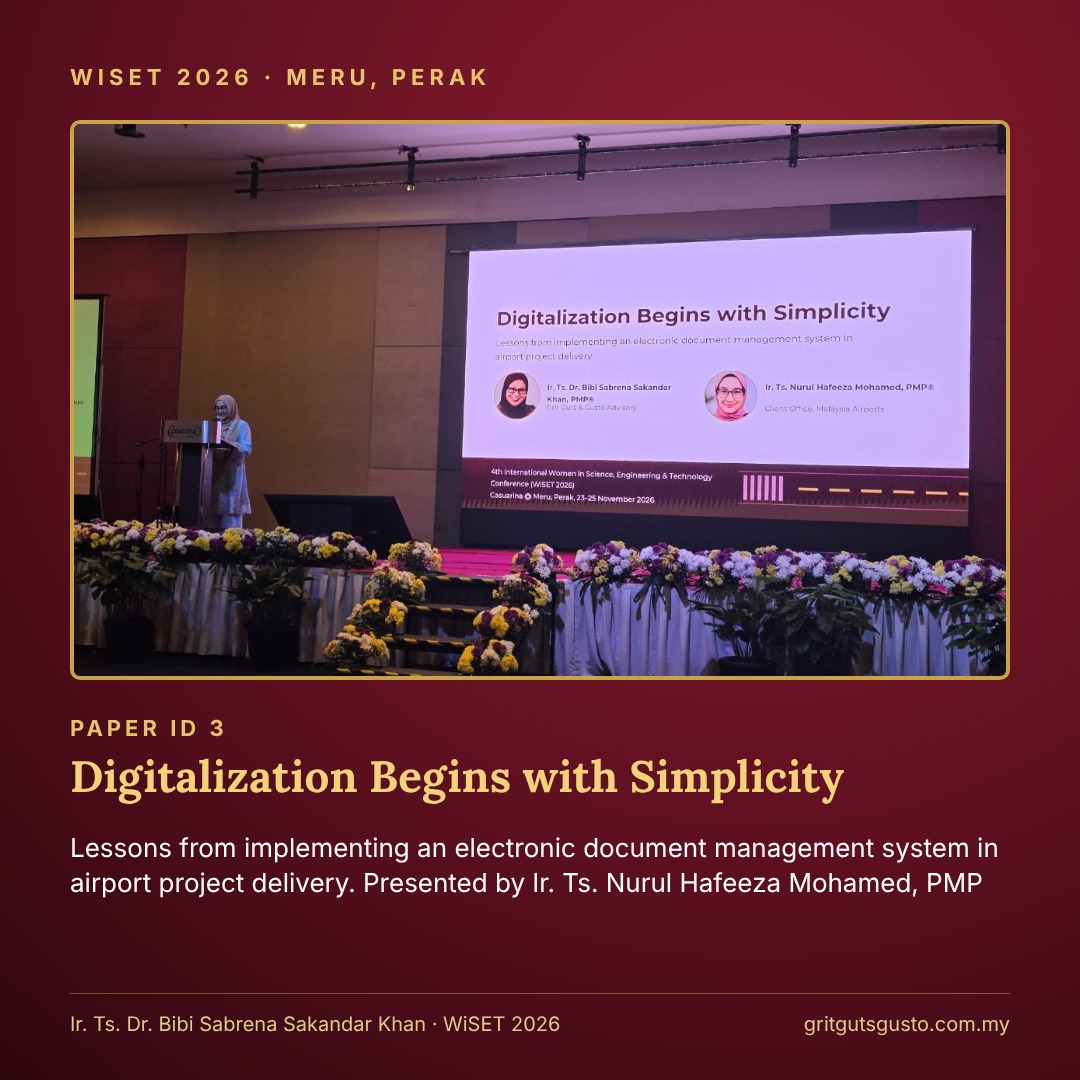 WISET 2026 · MERU, PERAK
Digitalization Begins with Simplicity
Lessons from implementing an electronic document management system in
airport project delivery
Ir. Ts. Dr. Bibi Sabrena Sakandar
Khan, PMP®
Grit Guts & Gusto Advisory
Ir. Ts. Nurul Hafeeza Mohamed, PMP®
Client Office, Malaysia Airports
4th International Women in Science, Engineering & Technology
Conference (WiSET 2026)
Casuarina @ Meru, Perak, 23-25 November 2026
PAPER ID 3
Digitalization Begins with Simplicity
Lessons from implementing an electronic document management system in
airport project delivery. Presented by Ir. Ts. Nurul Hafeeza Mohamed, PMP
Ir. Ts. Dr. Bibi Sabrena Sakandar Khan · WiSET 2026
gritgutsgusto.com.my